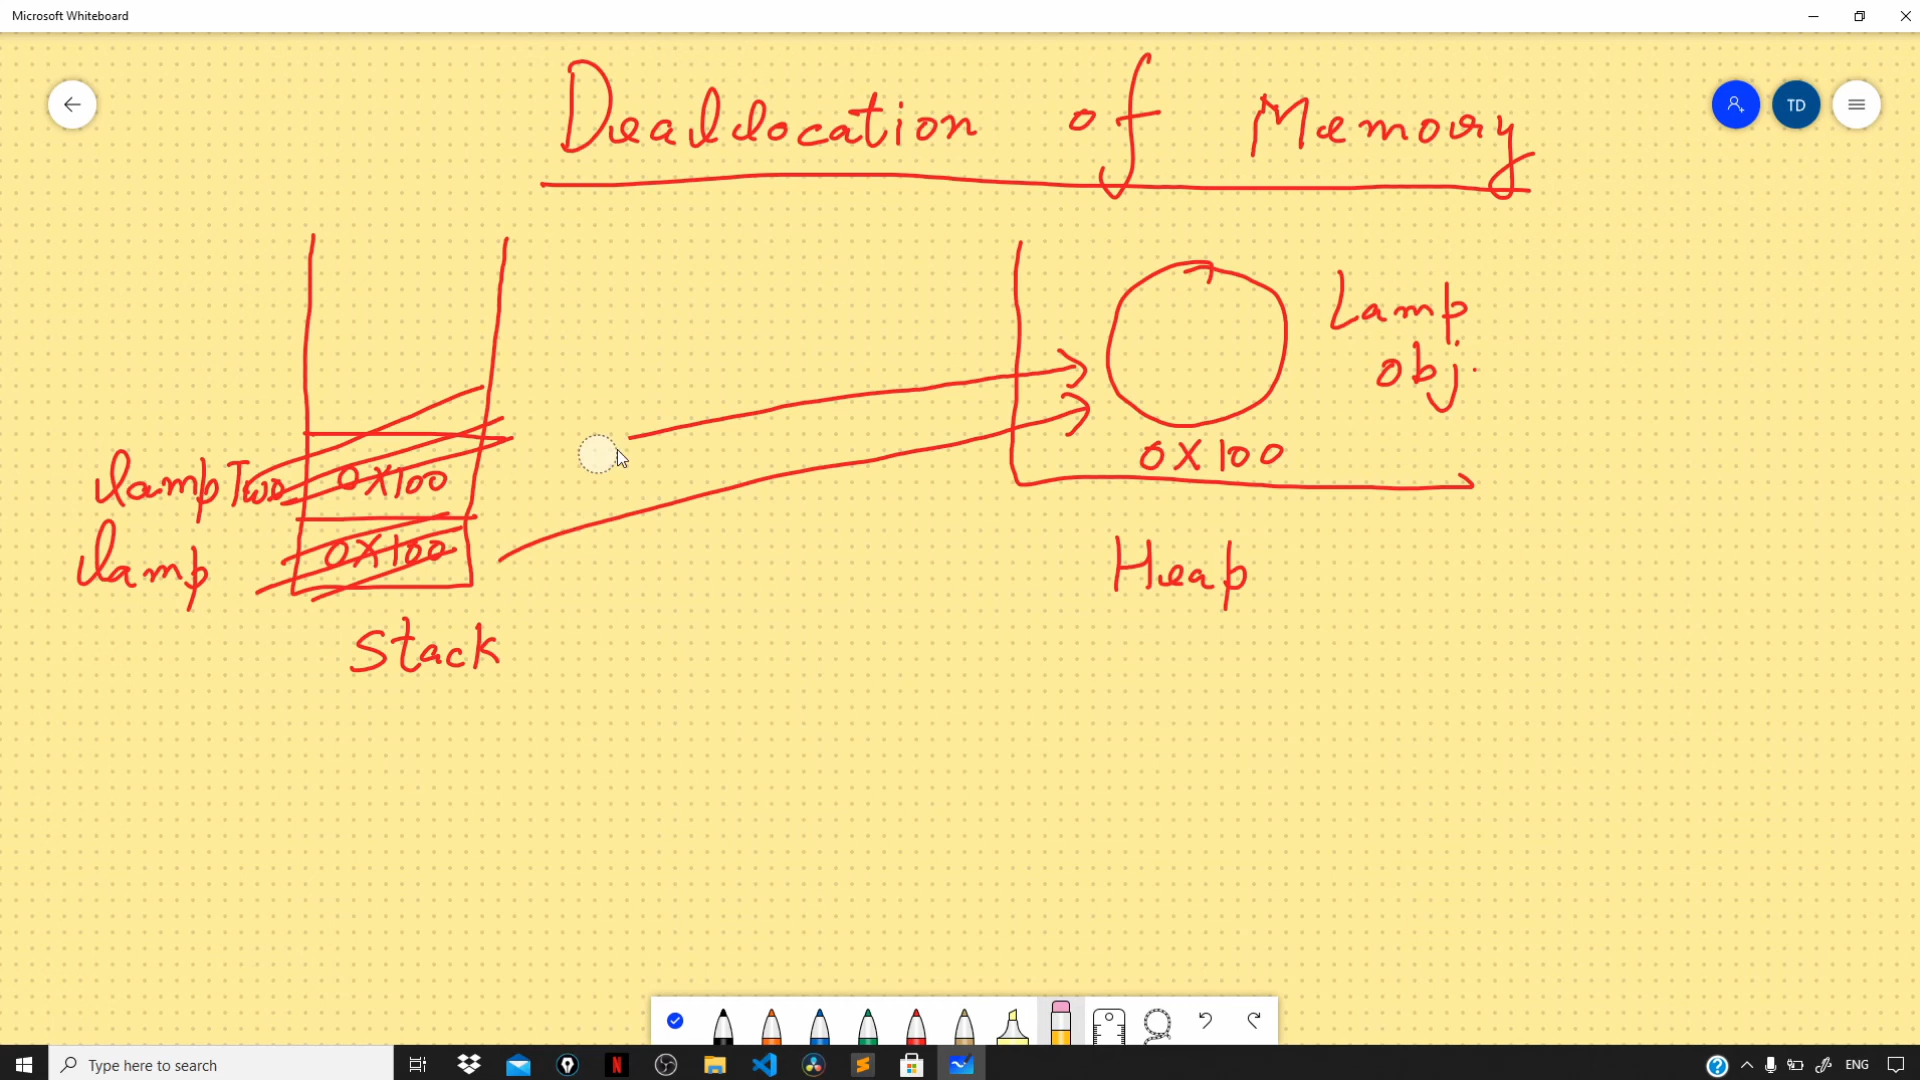 Microsoft Whiteboard
Deallocation of Memory
TD
Lamp
obj.
lampTwo 0X100
0X100
lamp 0X100
Heap
Stack
Type here to search
N
ENG